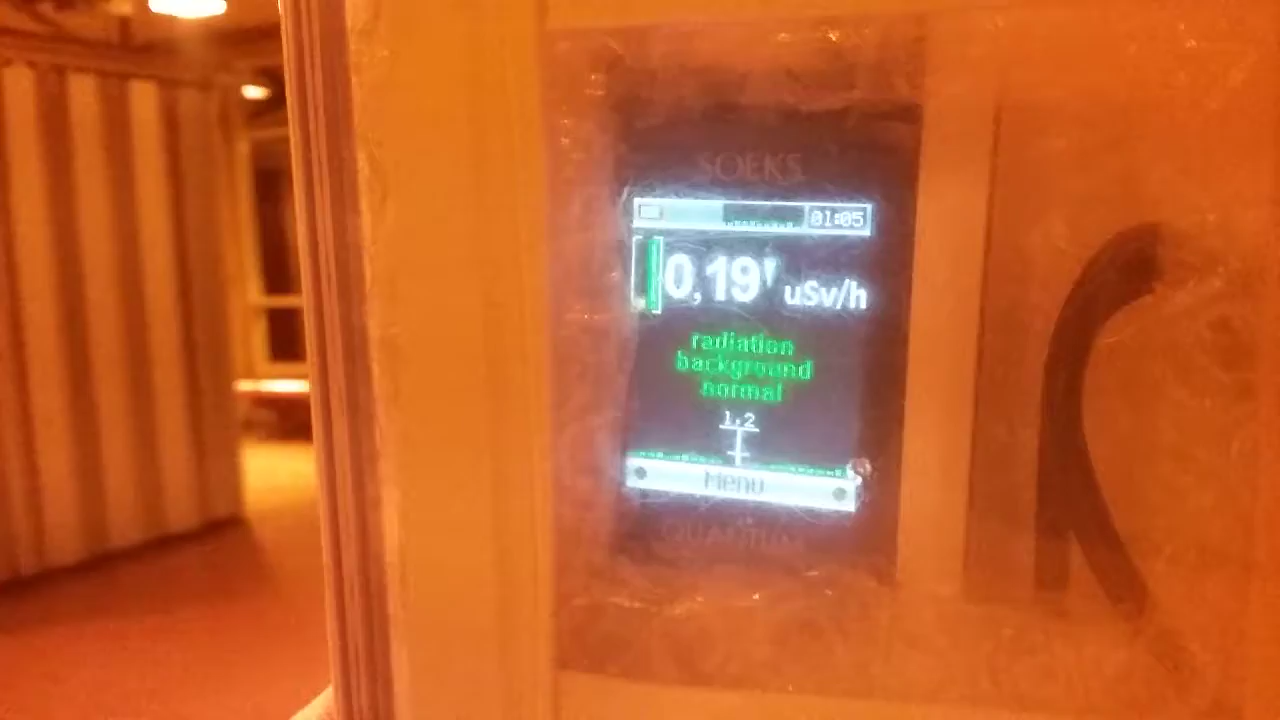 SOEKS
01:05
0,19 uSv/h
radiation
background
normal
1.2
Menu
QUANTUM